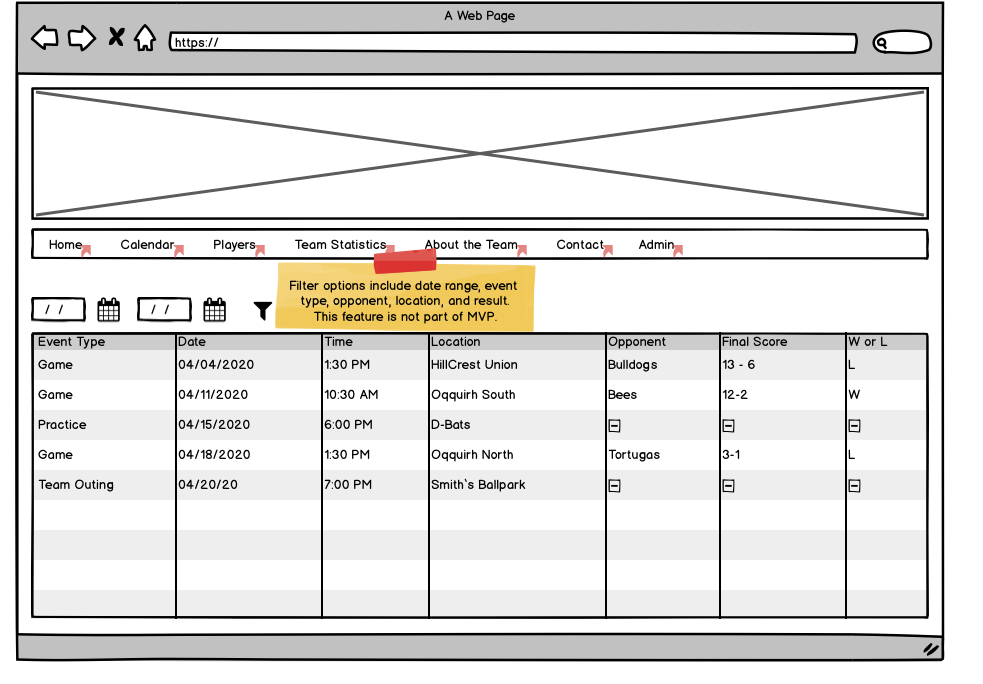 A Web Page
https://
Home Calendar Players Team Statistics About the Team Contact Admin
Filter options include date range, event
type, opponent, location, and result.
This feature is not part of MVP.
/ / / /
Event Type Date Time Location Opponent Final Score W or L
Game 04/04/2020 1:30 PM HillCrest Union Bulldogs 13 - 6 L
Game 04/11/2020 10:30 AM Oqquirh South Bees 12-2 W
Practice 04/15/2020 6:00 PM D-Bats
Game 04/18/2020 1:30 PM Oqquirh North Tortugas 3-1 L
Team Outing 04/20/20 7:00 PM Smith's Ballpark